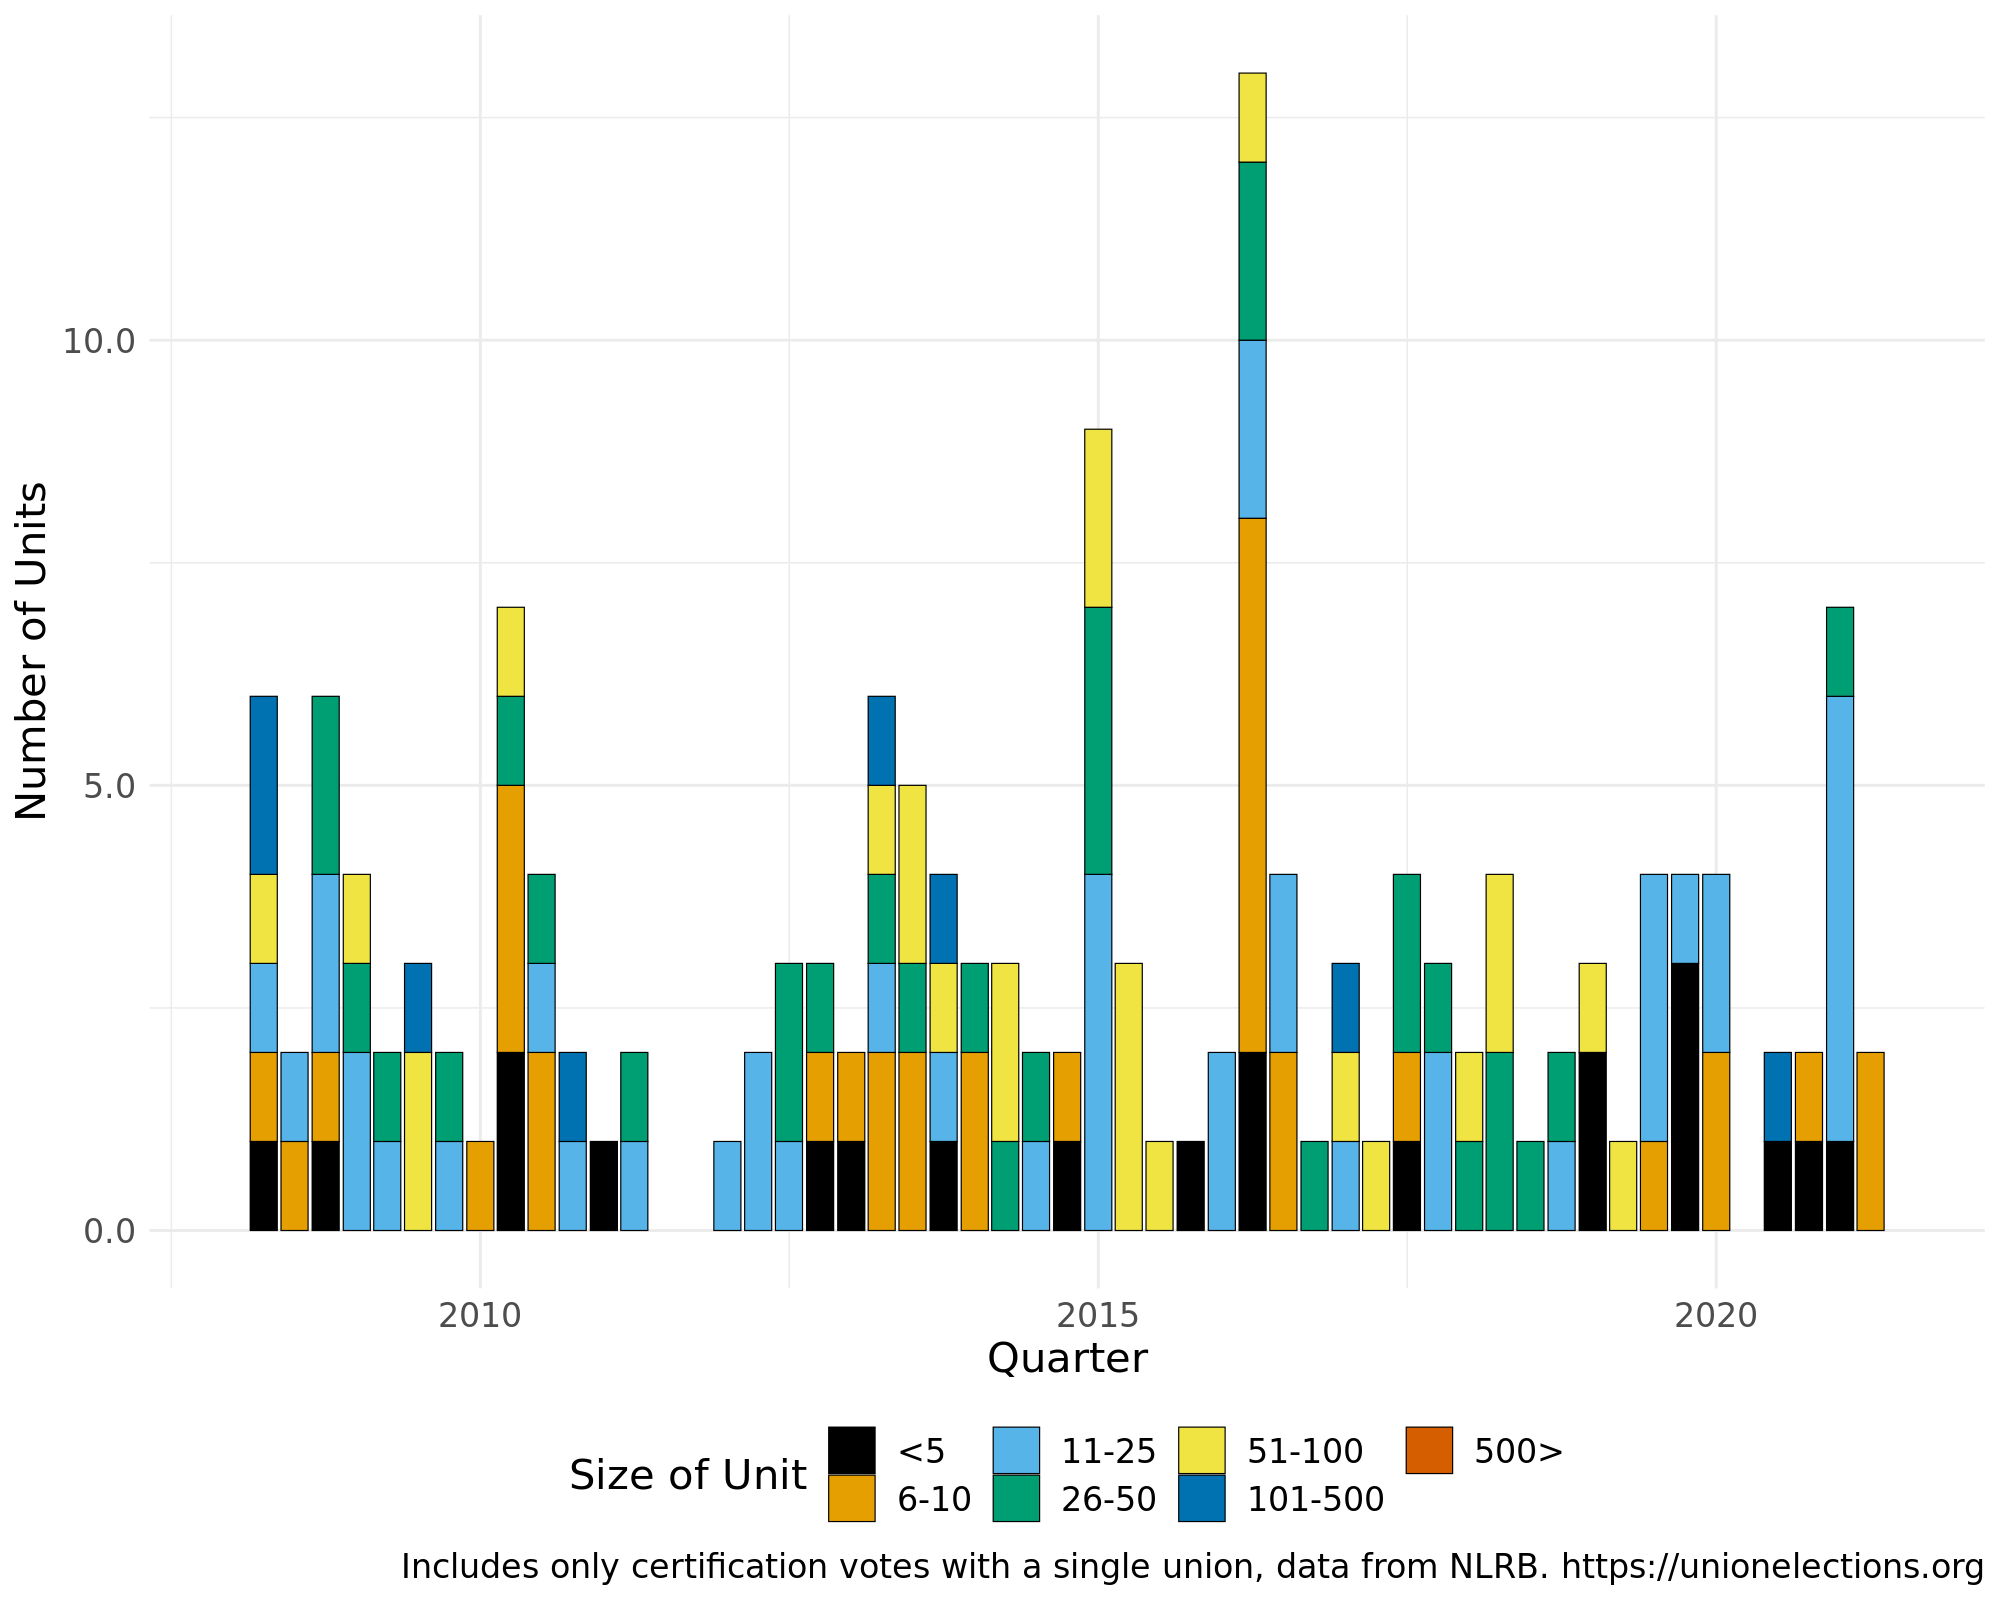 10.0
5.0
0.0
Number of Units
2010 2015 2020
Quarter
Size of Unit
<5 11-25 51-100 500>
6-10 26-50 101-500
Includes only certification votes with a single union, data from NLRB. https://unionelections.org